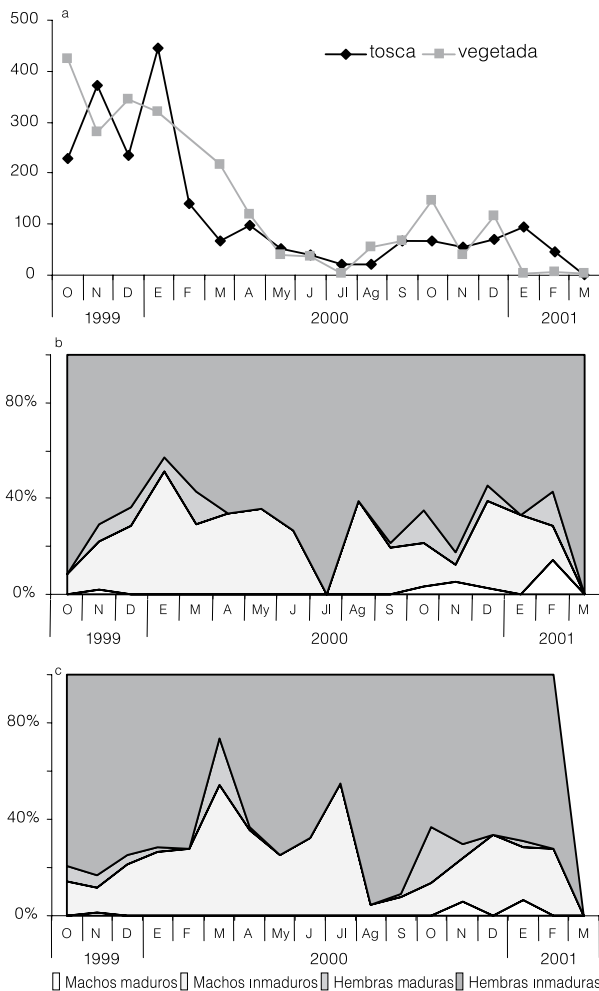 a
500
tosca vegetada
400
300
200
100
0
O N D E F M A My J Jl Ag S O N D E F M
1999 2000 2001
b
80%
40%
0%
O N D E M A My J Jl Ag S O N D E F M
1999 2000 2001
c
80%
40%
0%
O N D E F M A My J Jl Ag S O N D E F M
1999 2000 2001
Machos maduros Machos inmaduros Hembras maduras Hembras inmaduras